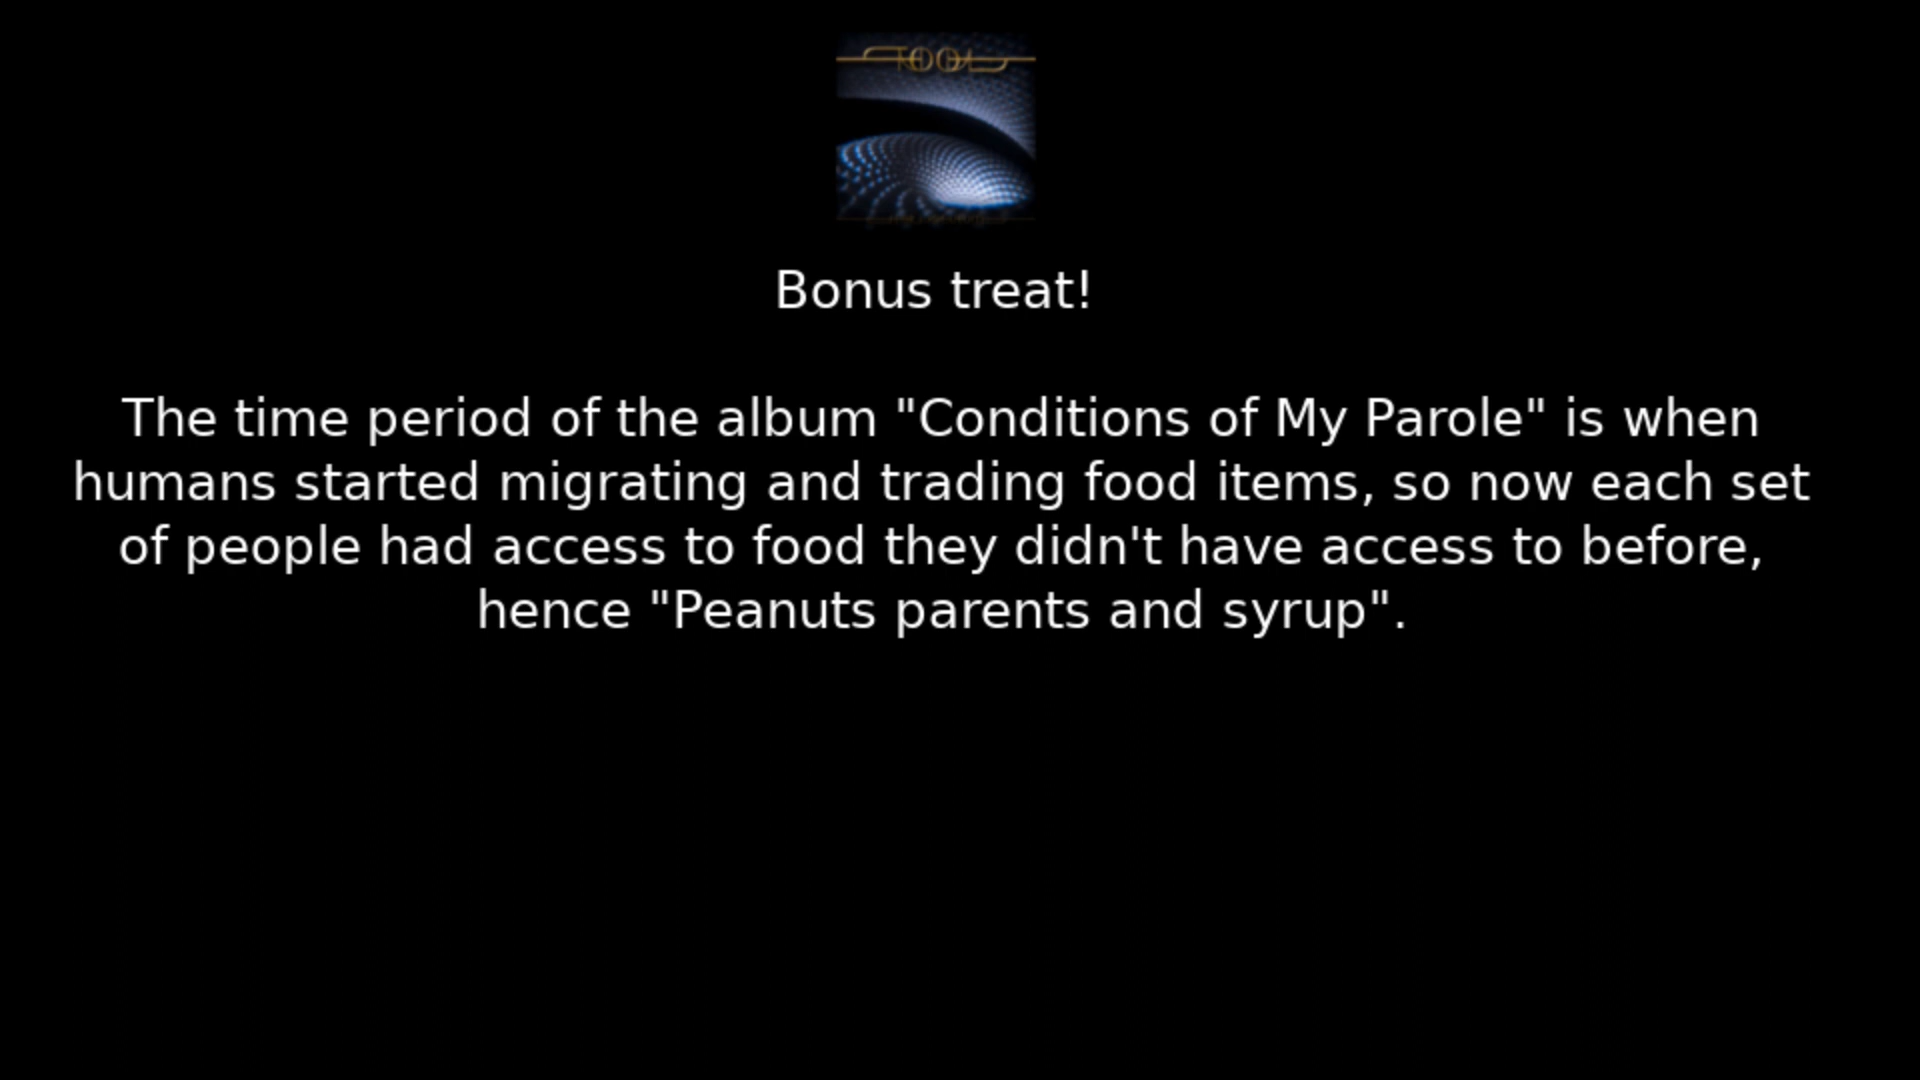 TOOL
Bonus treat!
The time period of the album "Conditions of My Parole" is when
humans started migrating and trading food items, so now each set
of people had access to food they didn't have access to before,
hence "Peanuts parents and syrup".